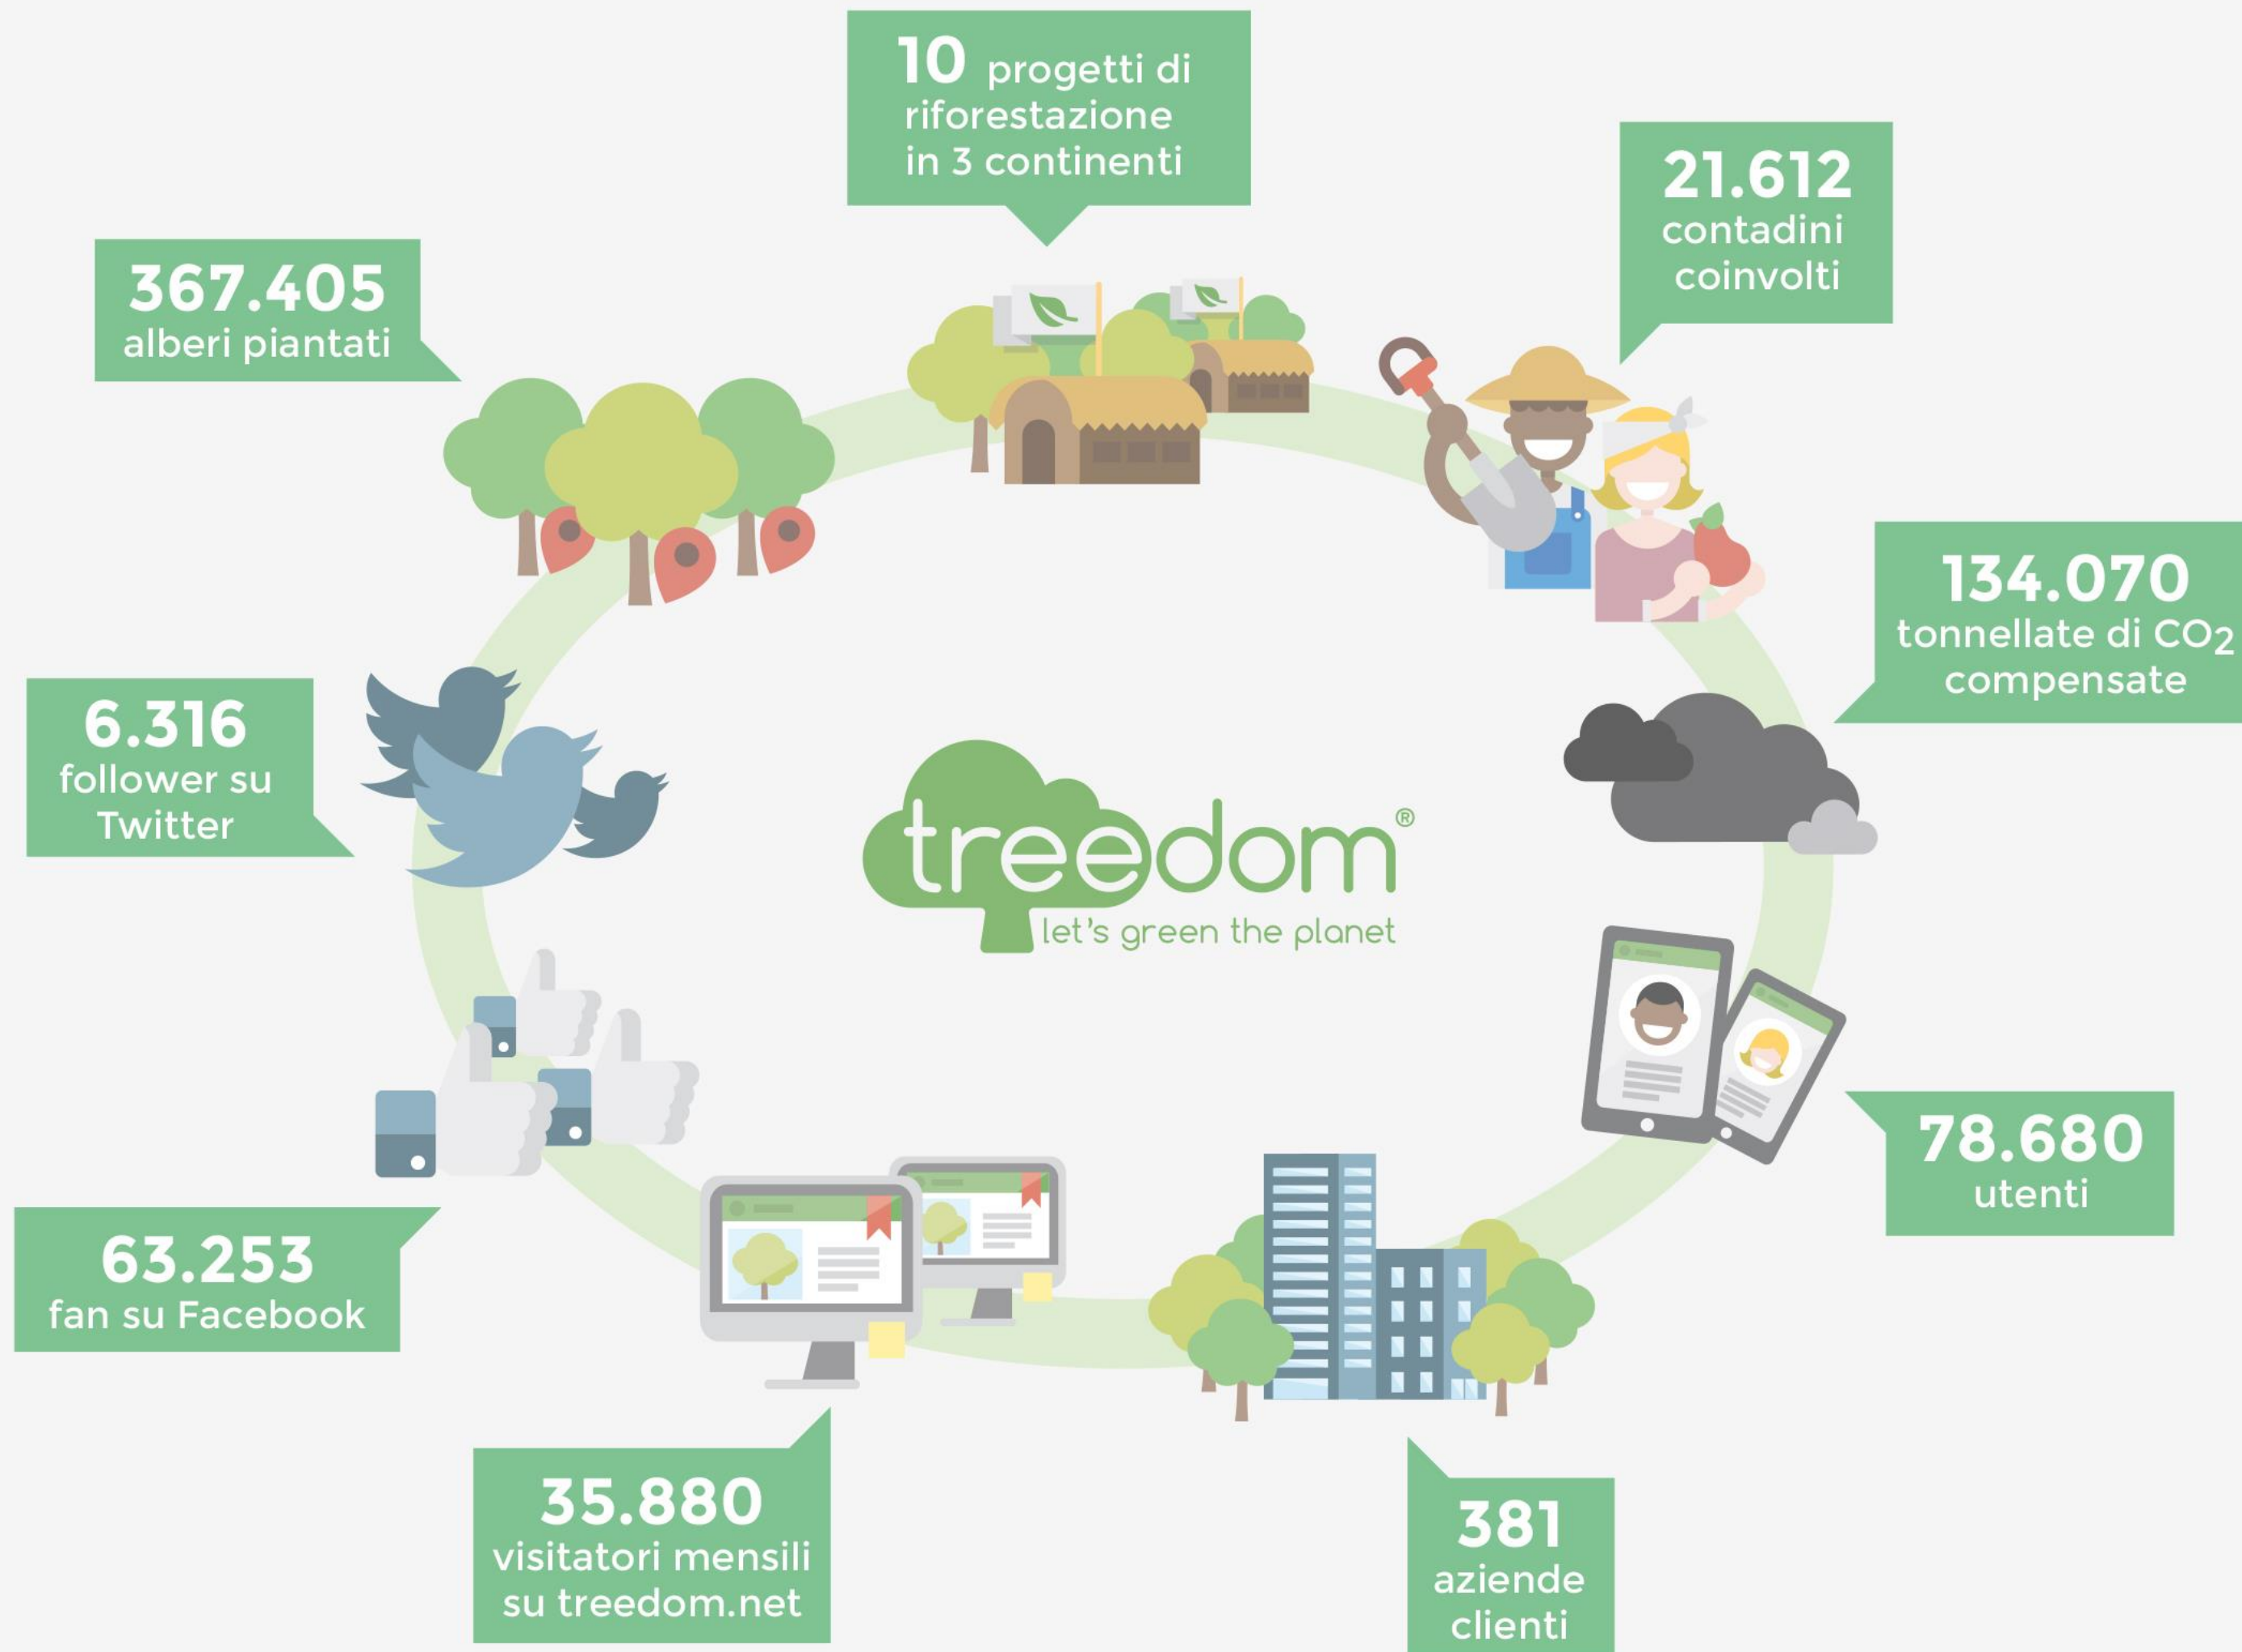 10 progetti di
riforestazione
in 3 continenti
21.612
contadini
coinvolti
367.405
alberi piantati
134.070
tonnellate di CO2
compensate
6.316
follower su
Twitter
treedom®
let's green the planet
78.680
utenti
63.253
fan su Facebook
35.880
visitatori mensili
su treedom.net
381
aziende
clienti